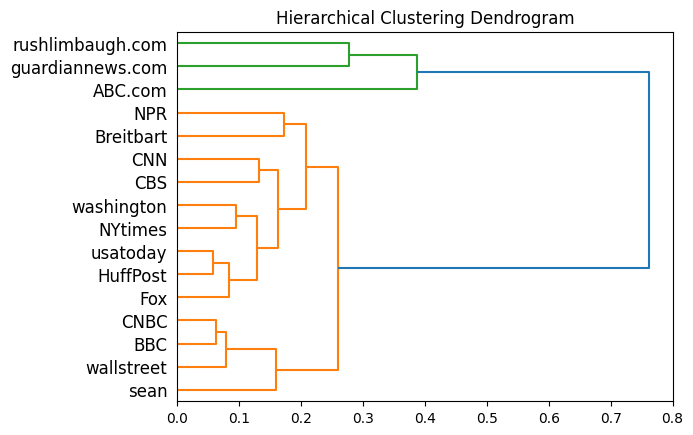 Hierarchical Clustering Dendrogram
rushlimbaugh.com
guardiannews.com
ABC.com
NPR
Breitbart
CNN
CBS
washington
NYtimes
usatoday
HuffPost
Fox
CNBC
BBC
wallstreet
sean
0.0 0.1 0.2 0.3 0.4 0.5 0.6 0.7 0.8